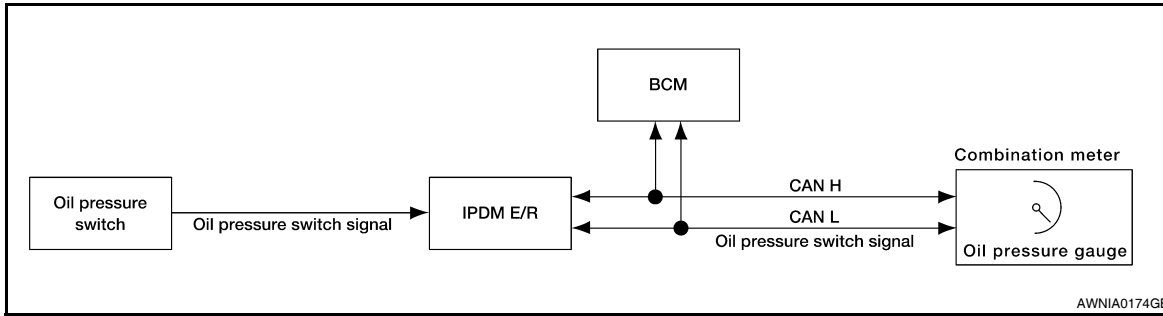 BCM
Combination meter
Oil pressure
switch
Oil pressure switch signal
IPDM E/R
CAN H
CAN L
Oil pressure switch signal
Oil pressure gauge